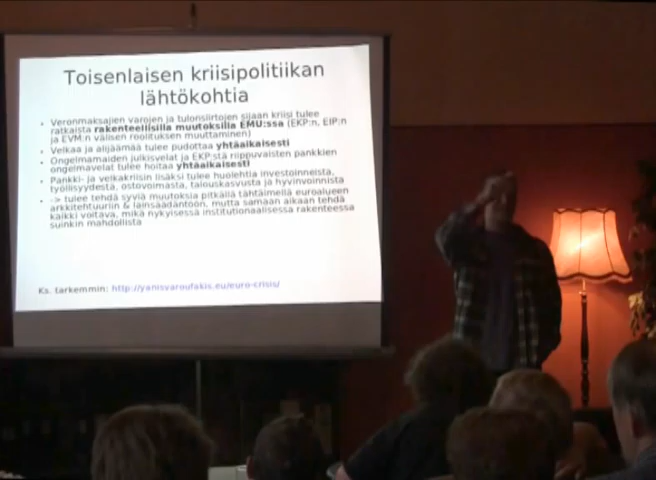 Toisenlaisen kriisipolitiikan
lähtökohtia
• Veronmaksajien varojen ja tulonsiirtojen sijaan kriisi tulee
ratkaista rakenteellisilla muutoksilla EMU:ssa (EKP:n, EIP:n
ja EVM:n välisen roolituksen muuttaminen)
• Velkaa ja alijäämää tulee pudottaa yhtäaikaisesti
• Ongelmamaiden julkisvelat ja EKP:stä riippuvaisten pankkien
ongelmavelat tulee hoitaa yhtäaikaisesti
• Pankki- ja velkakriisin lisäksi tulee huolehtia investoinneista,
työllisyydestä, ostovoimasta, talouskasvusta ja hyvinvoinnista
• -> tulee tehdä syviä muutoksia pitkällä tähtäimellä euroalueen
arkkitehtuuriin & lainsäädäntöön, mutta samaan aikaan tehdä
kaikki voitava, mikä nykyisessä institutionaalisessa rakenteessa
suinkin mahdollista
Ks. tarkemmin: http://yanisvaroufakis.eu/euro-crisis/